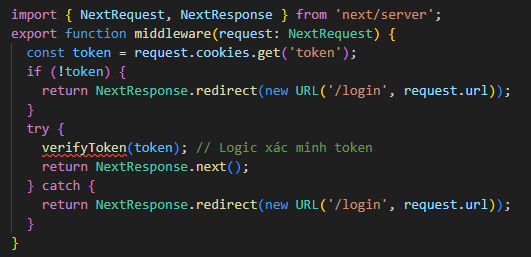 import { NextRequest, NextResponse } from 'next/server';
export function middleware(request: NextRequest) {
  const token = request.cookies.get('token');
  if (!token) {
    return NextResponse.redirect(new URL('/login', request.url));
  }
  try {
    verifyToken(token); // Logic xác minh token
    return NextResponse.next();
  } catch {
    return NextResponse.redirect(new URL('/login', request.url));
  }
}